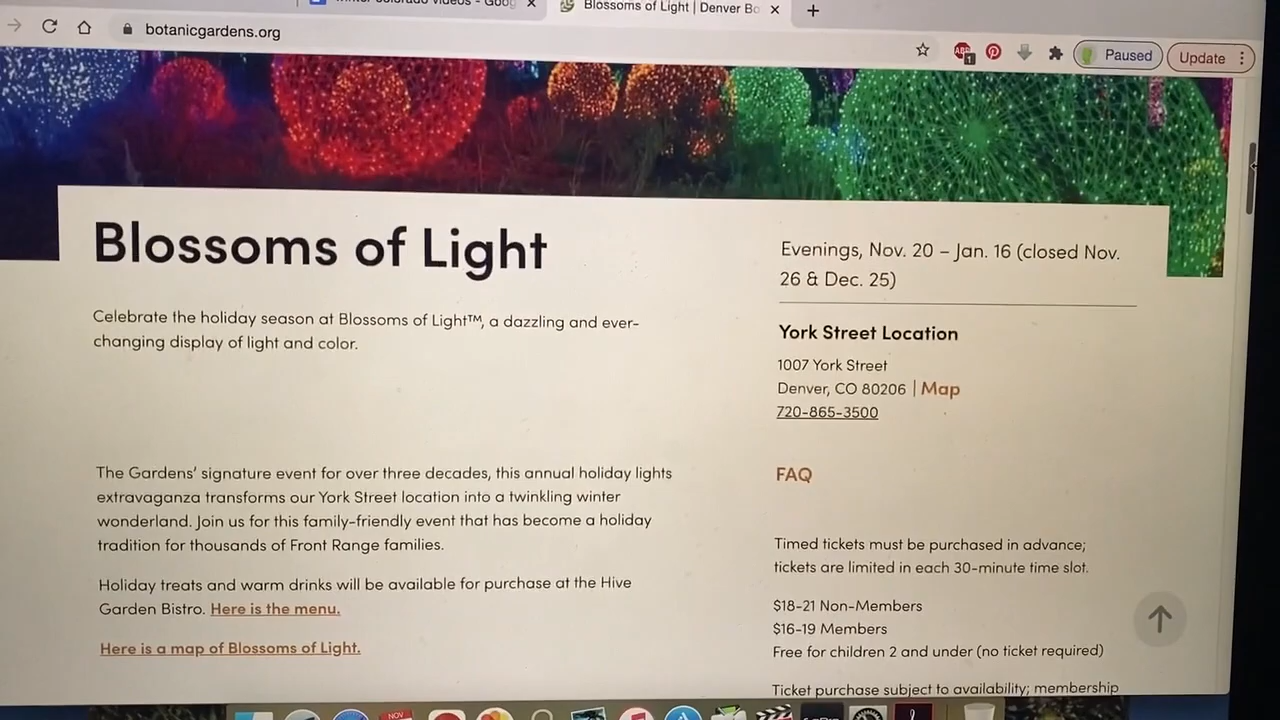 Blossoms of Light | Denver Bo
botanicgardens.org
ABP
1
Paused
Update
Blossoms of Light
Celebrate the holiday season at Blossoms of Light™, a dazzling and ever-
changing display of light and color.
The Gardens' signature event for over three decades, this annual holiday lights
extravaganza transforms our York Street location into a twinkling winter
wonderland. Join us for this family-friendly event that has become a holiday
tradition for thousands of Front Range families.
Holiday treats and warm drinks will be available for purchase at the Hive
Garden Bistro. Here is the menu.
Here is a map of Blossoms of Light.
Evenings, Nov. 20 – Jan. 16 (closed Nov.
26 & Dec. 25)
York Street Location
1007 York Street
Denver, CO 80206 | Map
720-865-3500
FAQ
Timed tickets must be purchased in advance;
tickets are limited in each 30-minute time slot.
$18-21 Non-Members
$16-19 Members
Free for children 2 and under (no ticket required)
Ticket purchase subject to availability; membership
NOV